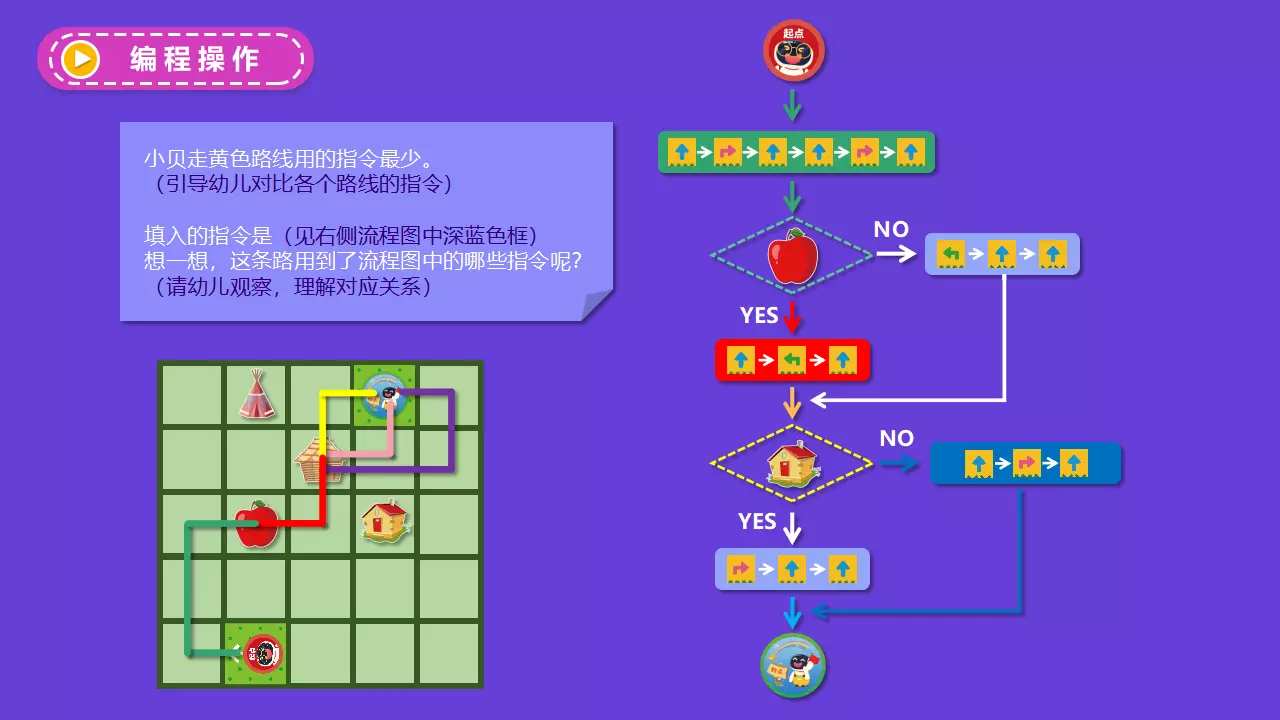 编程操作
起点
小贝走黄色路线用的指令最少。
（引导幼儿对比各个路线的指令）
填入的指令是（见右侧流程图中深蓝色框）
想一想，这条路用到了流程图中的哪些指令呢？
（请幼儿观察，理解对应关系）
NO
YES
NO
YES